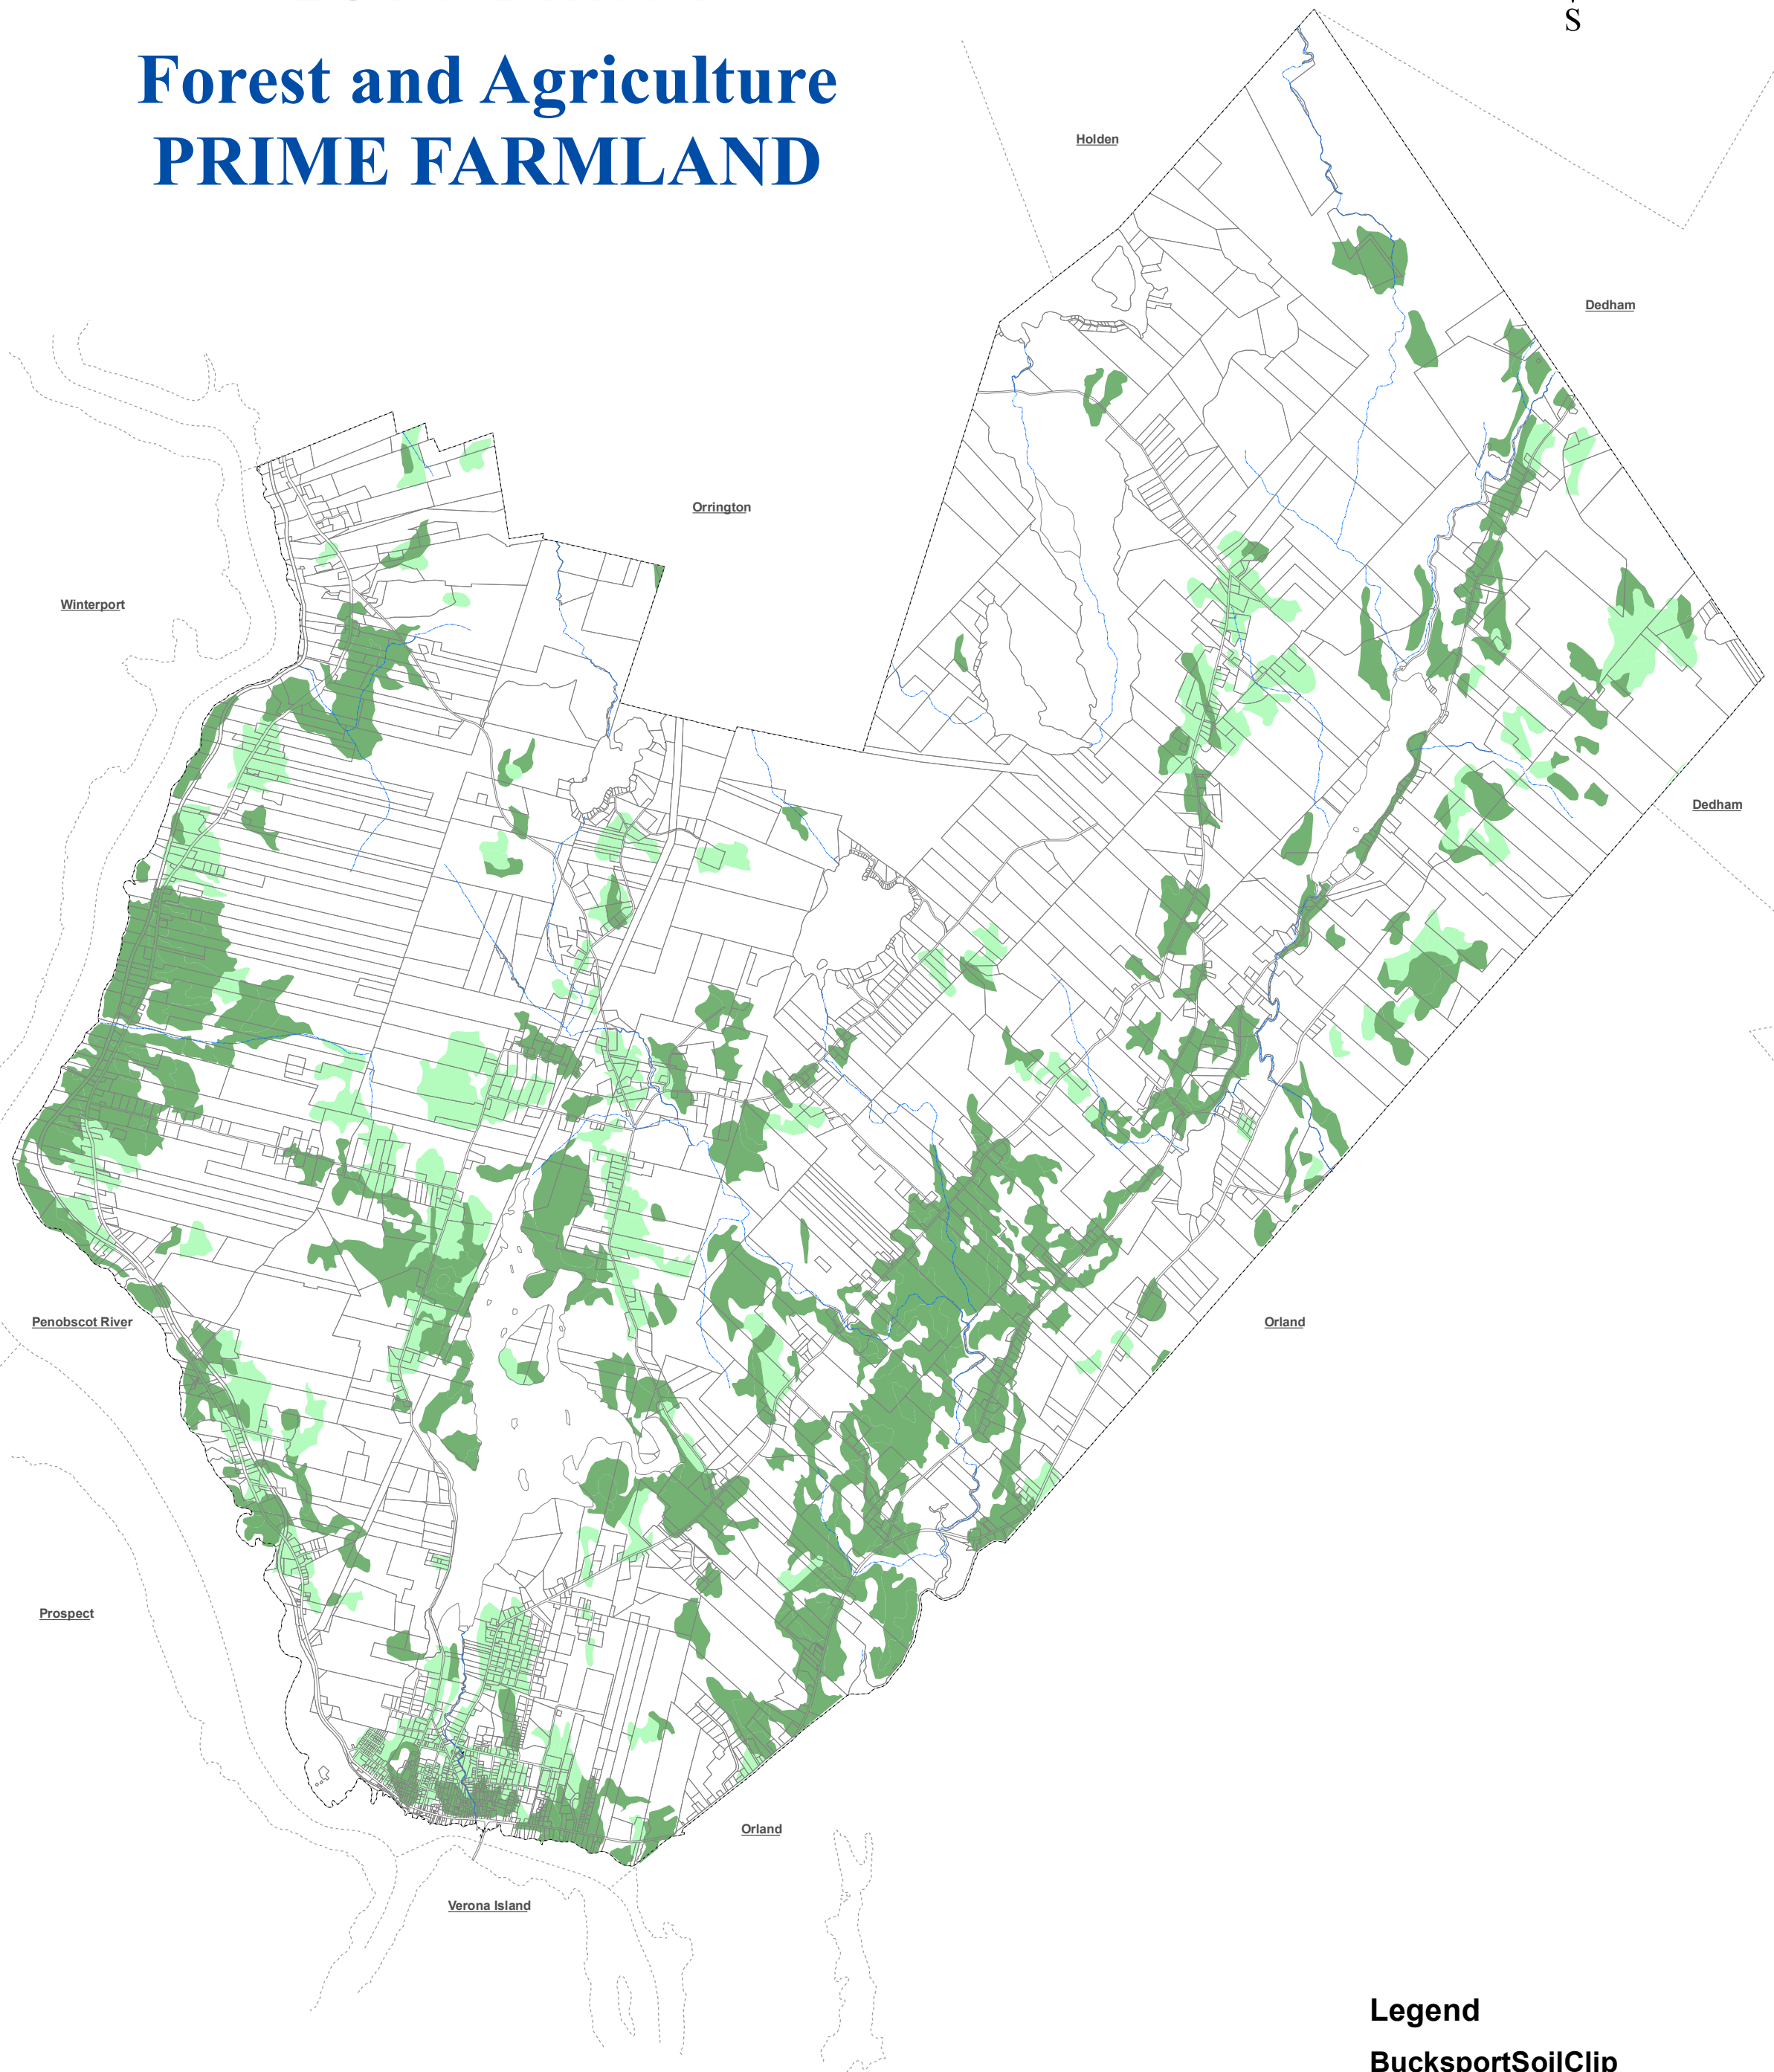 S
Forest and Agriculture
PRIME FARMLAND
Holden
Dedham
Orrington
Winterport
Dedham
Penobscot River
Orland
Prospect
Orland
Verona Island
Legend
BucksportSoilClip